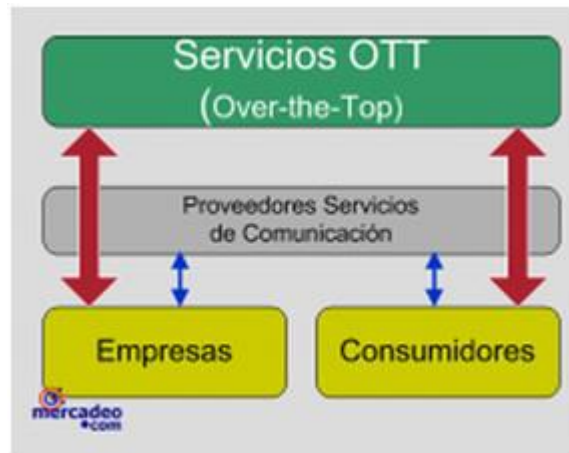 Servicios OTT
(Over-the-Top)
Proveedores Servicios
de Comunicación
Empresas
Consumidores
mercadeo
.com